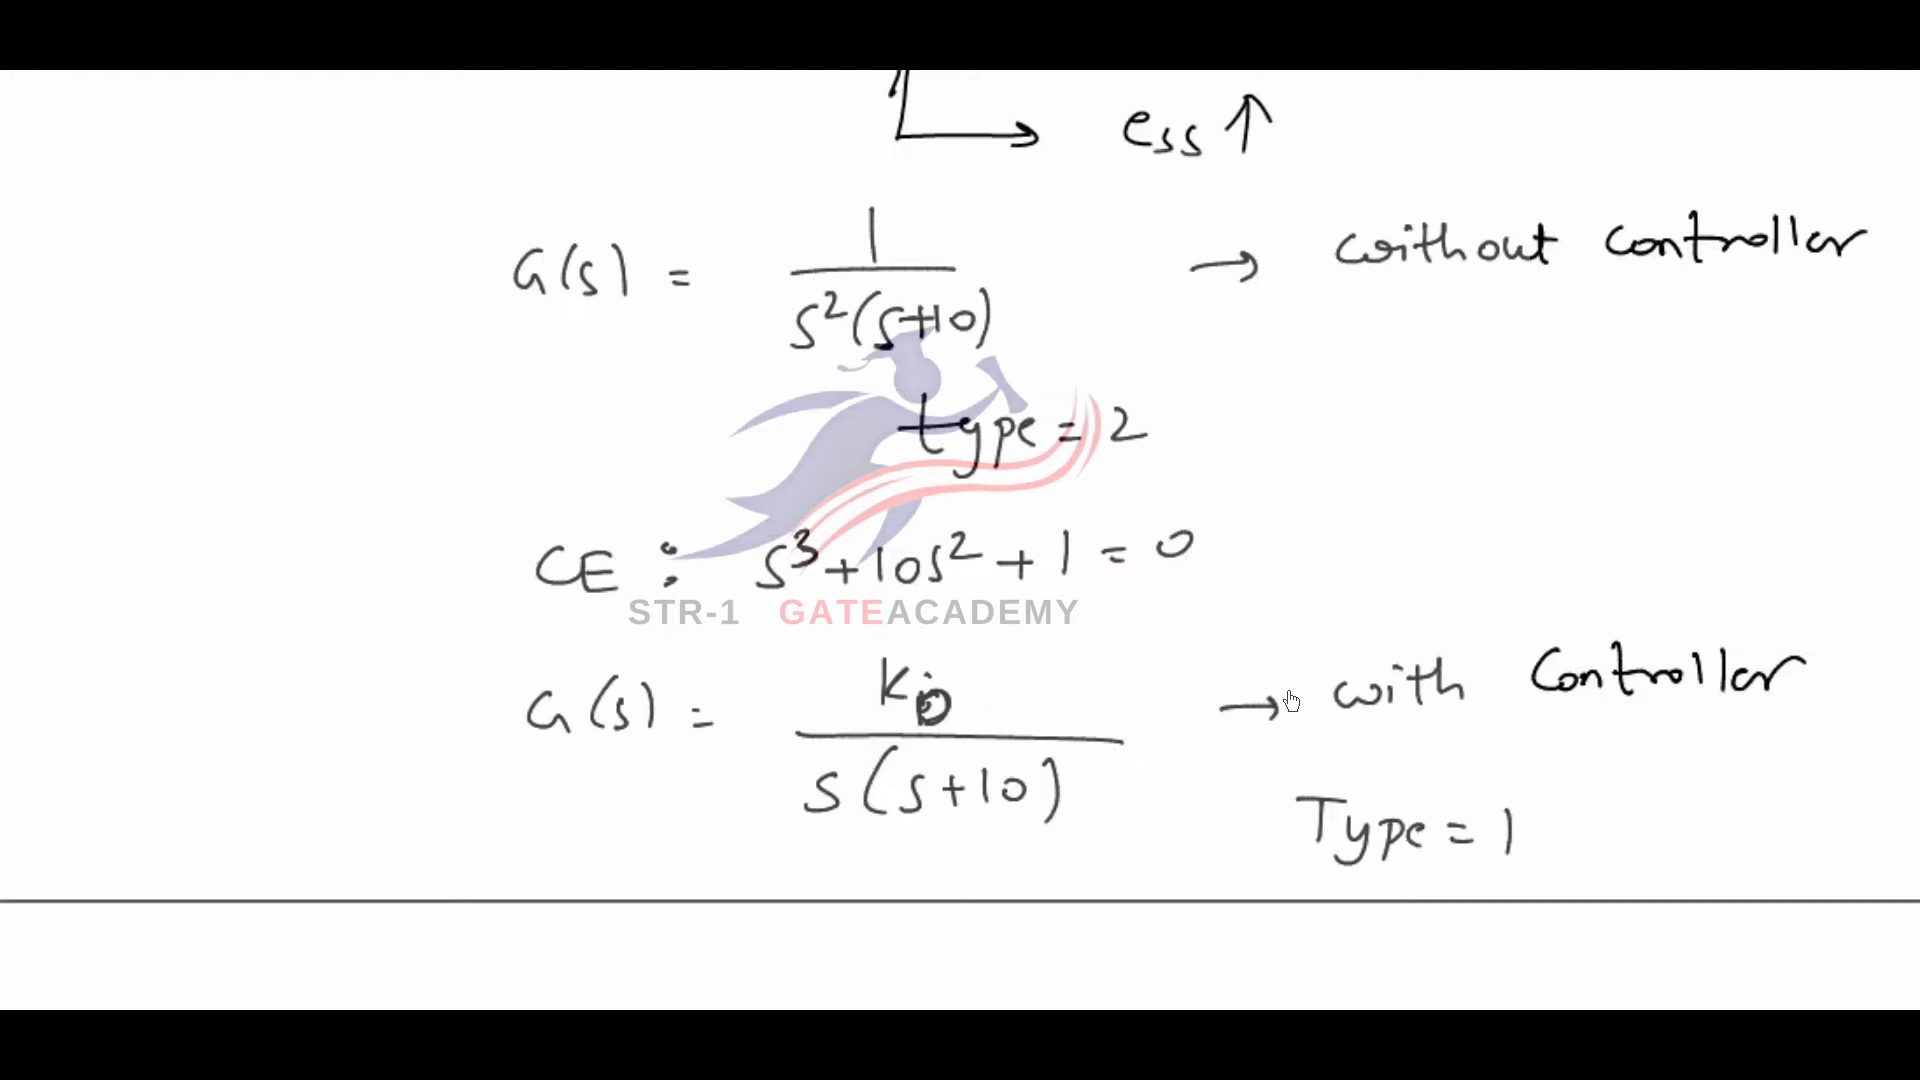 ess ↑
G(s) = 1 / s²(s+10) → without controller
type = 2
CE : s³+10s²+1 = 0
STR-1 GATEACADEMY
G(s) = KD / s(s+10) → with Controller
Type = 1